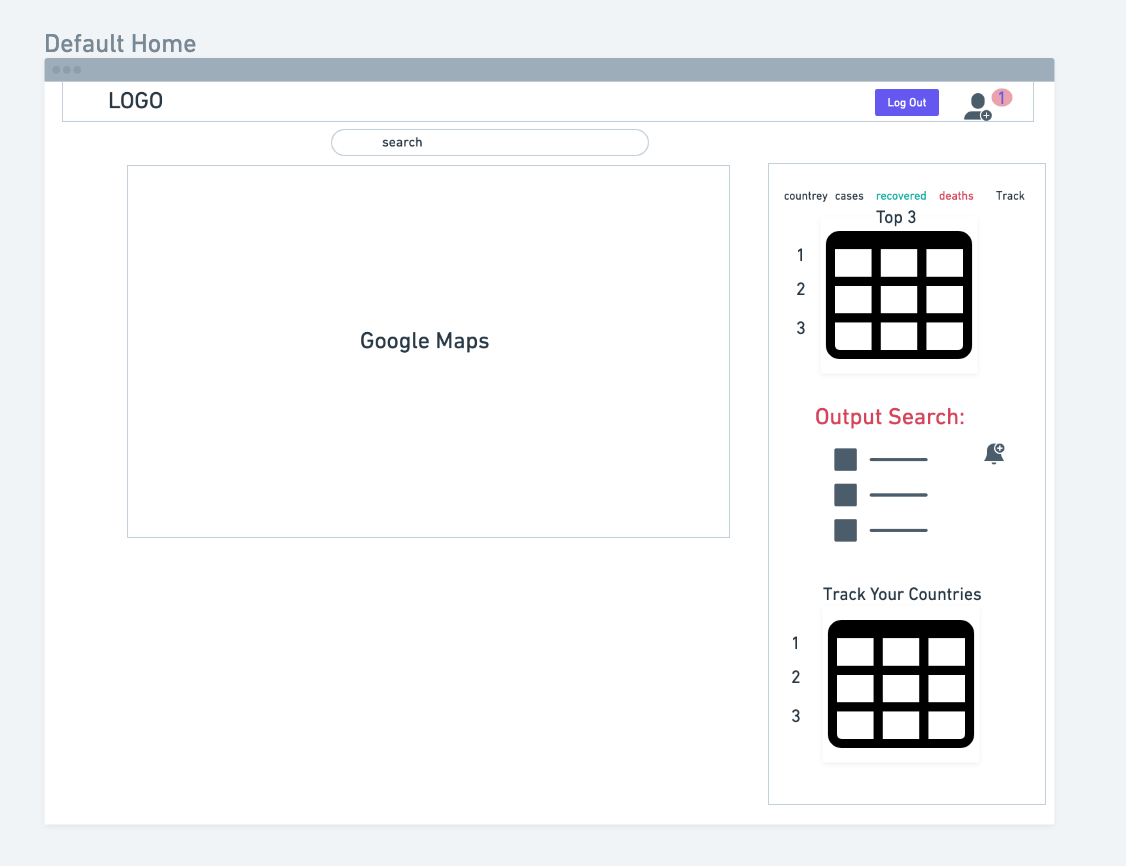 Default Home
LOGO
Log Out
1
search
countrey cases recovered deaths Track
Top 3
1
2
3
Google Maps
Output Search:
Track Your Countries
1
2
3